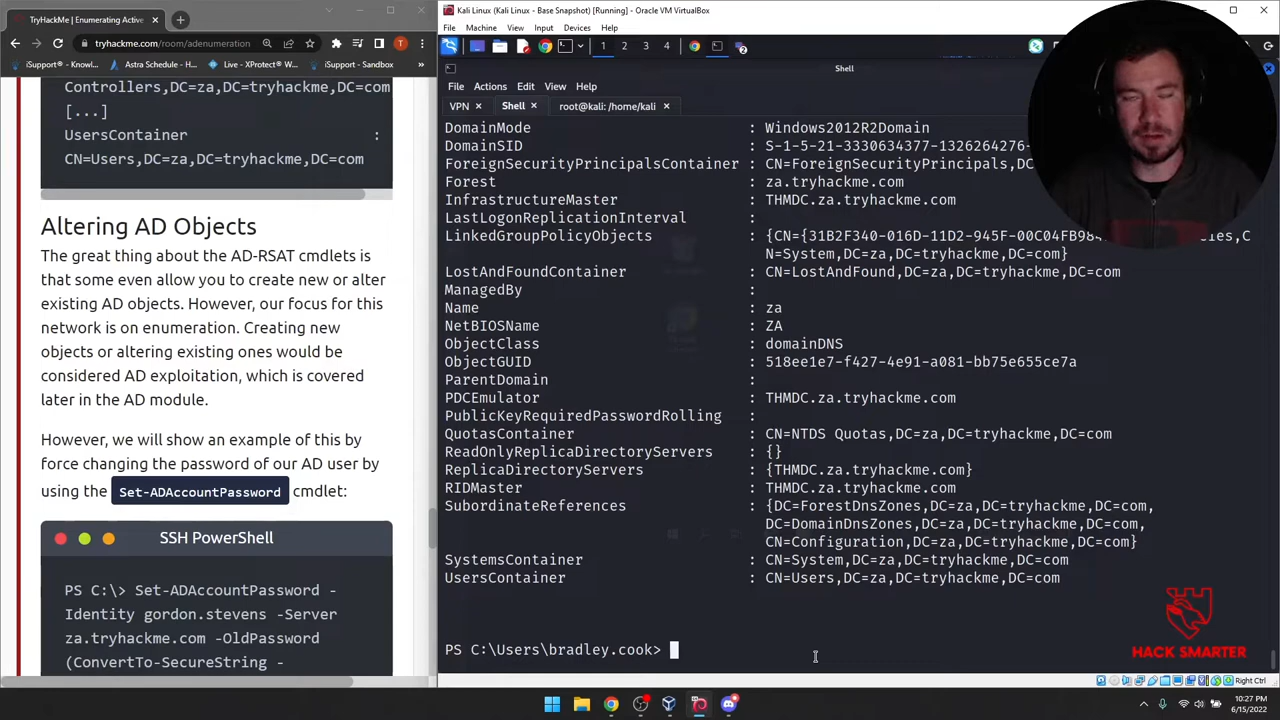 TryHackMe | Enumerating Active
tryhackme.com/room/adenumeration
iSupport - Knowl...
Astra Schedule - H...
Live - XProtect® W...
iSupport - Sandbox
Controllers,DC=za,DC=tryhackme,DC=com
[...]
UsersContainer :
CN=Users,DC=za,DC=tryhackme,DC=com
Altering AD Objects
The great thing about the AD-RSAT cmdlets
is that some even allow you to create new or alter
existing AD objects. However, our focus for this
network is on enumeration. Creating new
objects or altering existing ones would be
considered AD exploitation, which is covered
later in the AD module.
However, we will show an example of this by
force changing the password of our AD user by
using the Set-ADAccountPassword cmdlet:
SSH PowerShell
PS C:\> Set-ADAccountPassword -
Identity gordon.stevens -Server
za.tryhackme.com -OldPassword
(ConvertTo-SecureString -
Kali Linux (Kali Linux - Base Snapshot) [Running] - Oracle VM VirtualBox
File Machine View Input Devices Help
1 2 3 4
Shell
File Actions Edit View Help
VPN Shell root@kali: /home/kali
DomainMode : Windows2012R2Domain
DomainSID : S-1-5-21-3330634377-1326264276-
ForeignSecurityPrincipalsContainer : CN=ForeignSecurityPrincipals,DC
Forest : za.tryhackme.com
InfrastructureMaster : THMDC.za.tryhackme.com
LastLogonReplicationInterval :
LinkedGroupPolicyObjects : {CN={31B2F340-016D-11D2-945F-00C04FB984
N=System,DC=za,DC=tryhackme,DC=com}
LostAndFoundContainer : CN=LostAndFound,DC=za,DC=tryhackme,DC=com
ManagedBy :
Name : za
NetBIOSName : ZA
ObjectClass : domainDNS
ObjectGUID : 518ee1e7-f427-4e91-a081-bb75e655ce7a
ParentDomain :
PDCEmulator : THMDC.za.tryhackme.com
PublicKeyRequiredPasswordRolling :
QuotasContainer : CN=NTDS Quotas,DC=za,DC=tryhackme,DC=com
ReadOnlyReplicaDirectoryServers : {}
ReplicaDirectoryServers : {THMDC.za.tryhackme.com}
RIDMaster : THMDC.za.tryhackme.com
SubordinateReferences : {DC=ForestDnsZones,DC=za,DC=tryhackme,DC=com,
DC=DomainDnsZones,DC=za,DC=tryhackme,DC=com,
CN=Configuration,DC=za,DC=tryhackme,DC=com}
SystemsContainer : CN=System,DC=za,DC=tryhackme,DC=com
UsersContainer : CN=Users,DC=za,DC=tryhackme,DC=com
PS C:\Users\bradley.cook>
HACK SMARTER
Right Ctrl
10:27 PM
6/15/2022